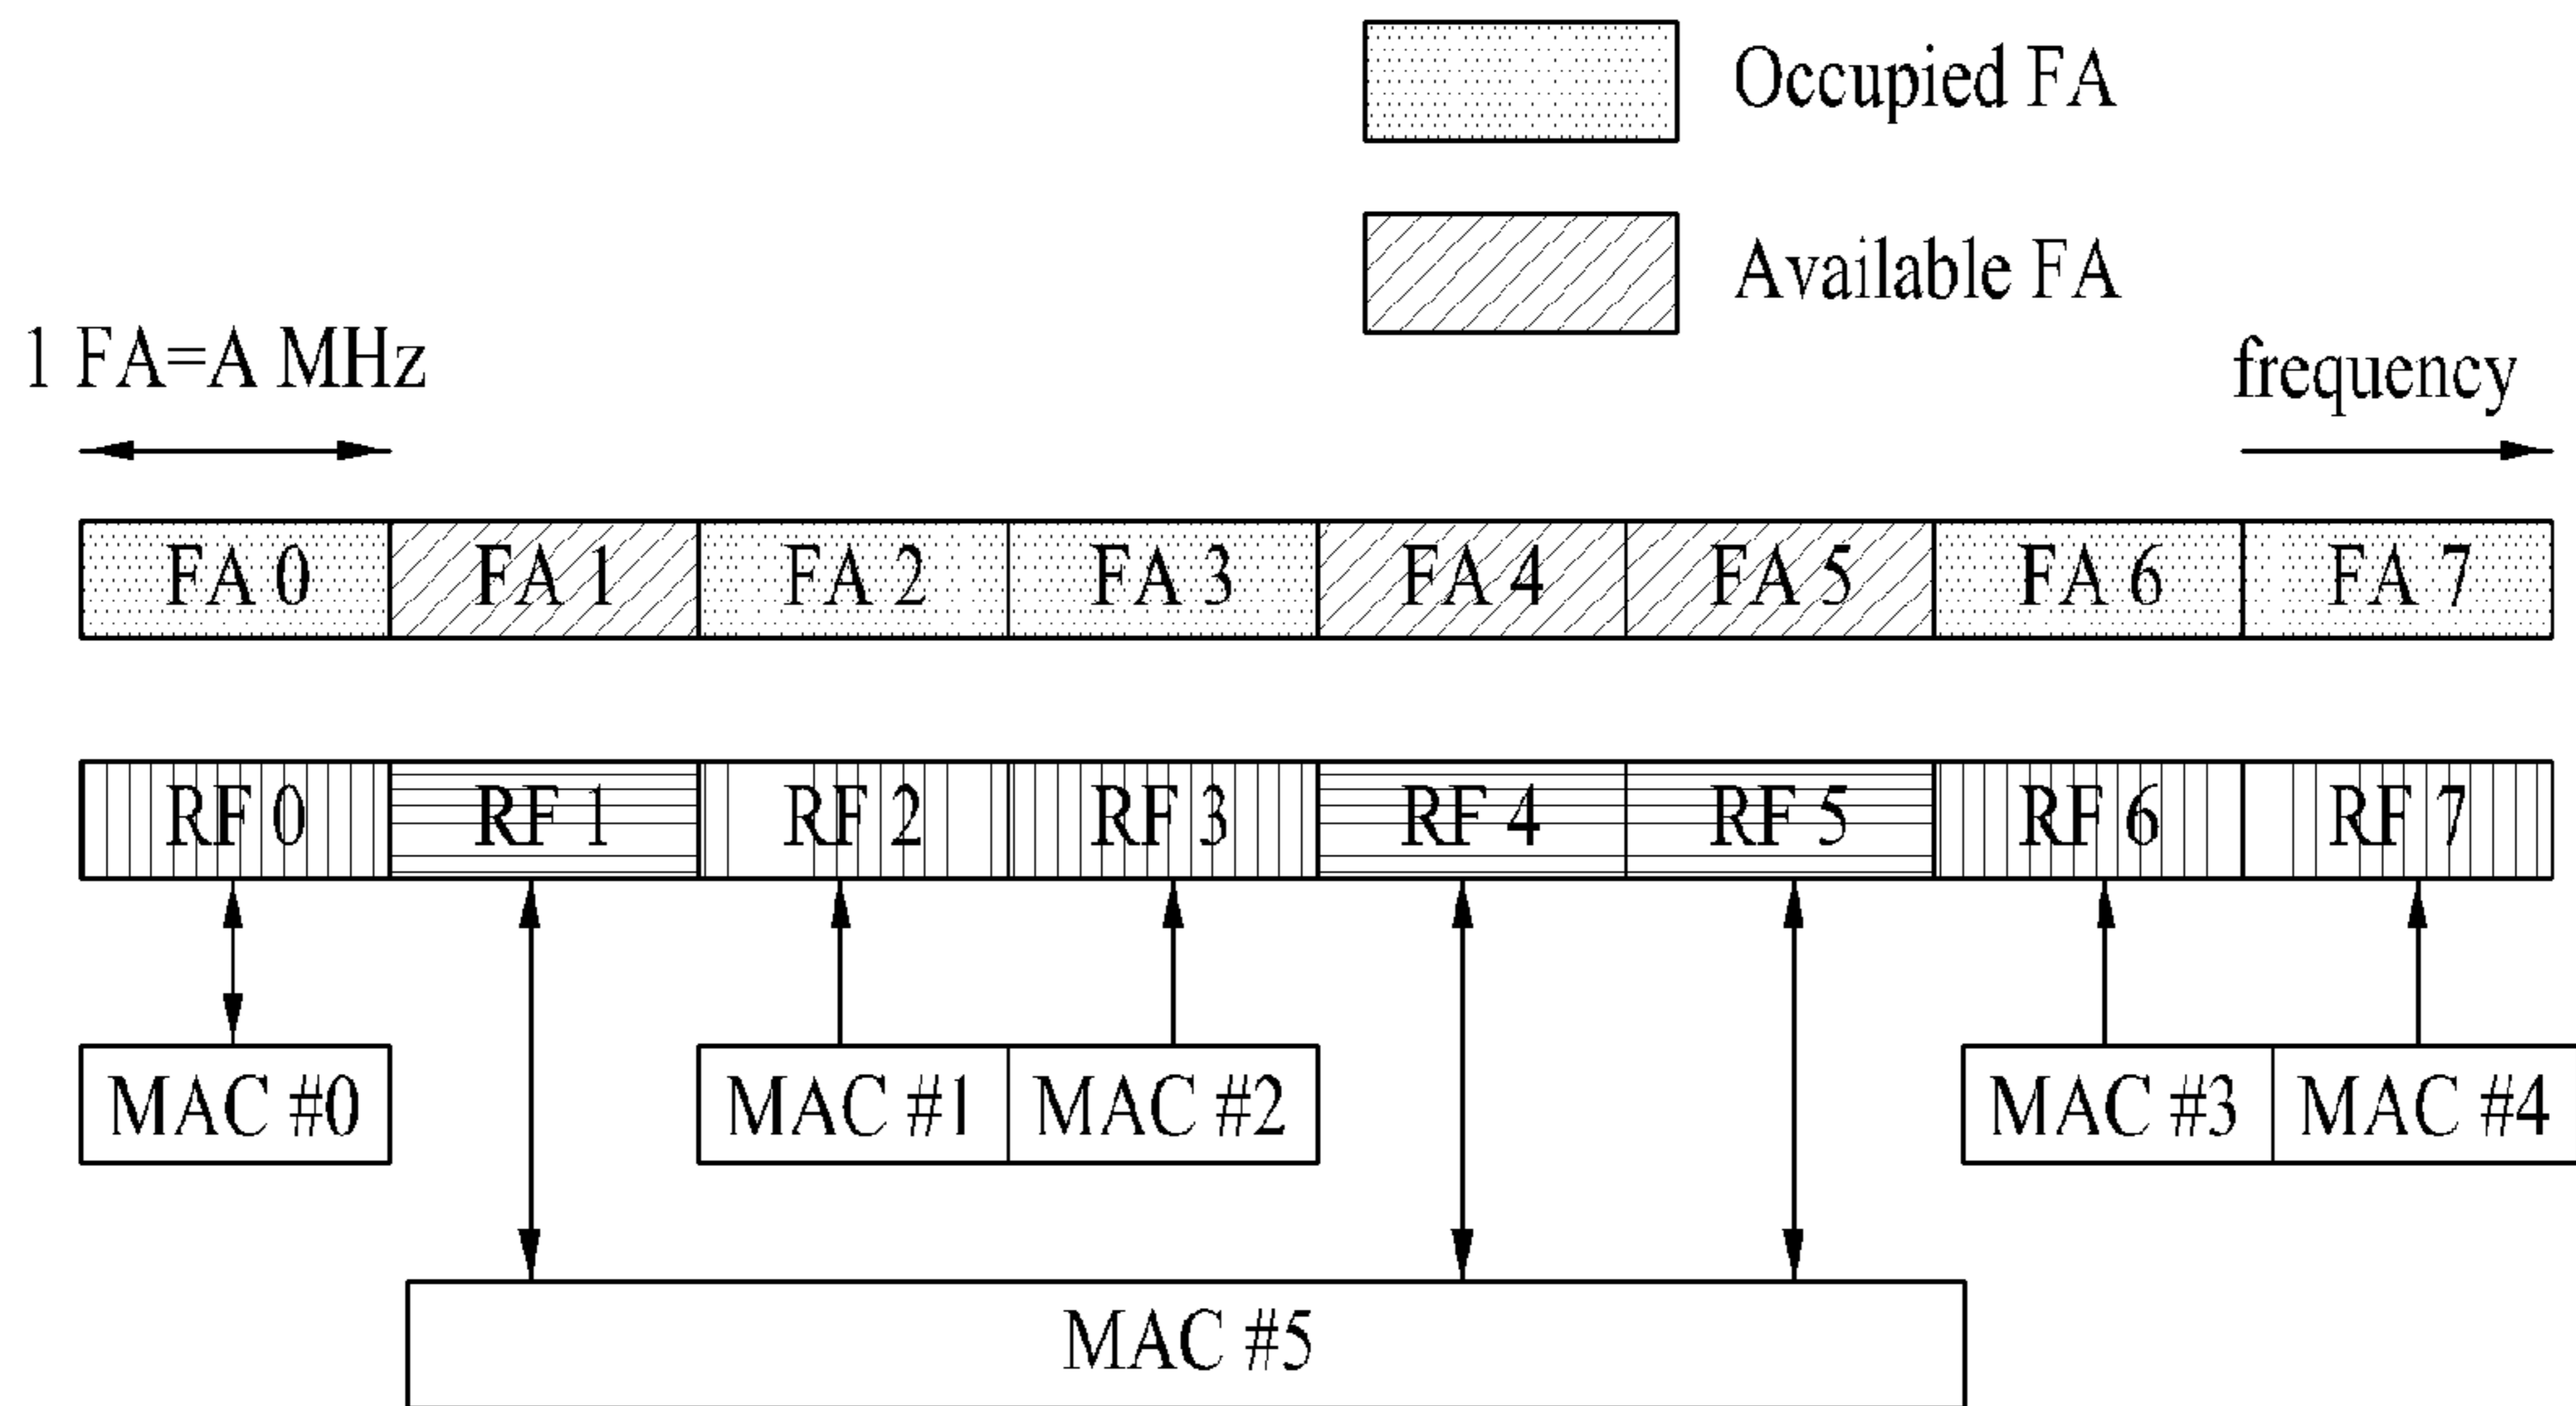 Occupied FA
Available FA
1 FA=A MHz
frequency
FA 0 FA 1 FA 2 FA 3 FA 4 FA 5 FA 6 FA 7
RF 0 RF 1 RF 2 RF 3 RF 4 RF 5 RF 6 RF 7
MAC #0 MAC #1 MAC #2 MAC #3 MAC #4
MAC #5